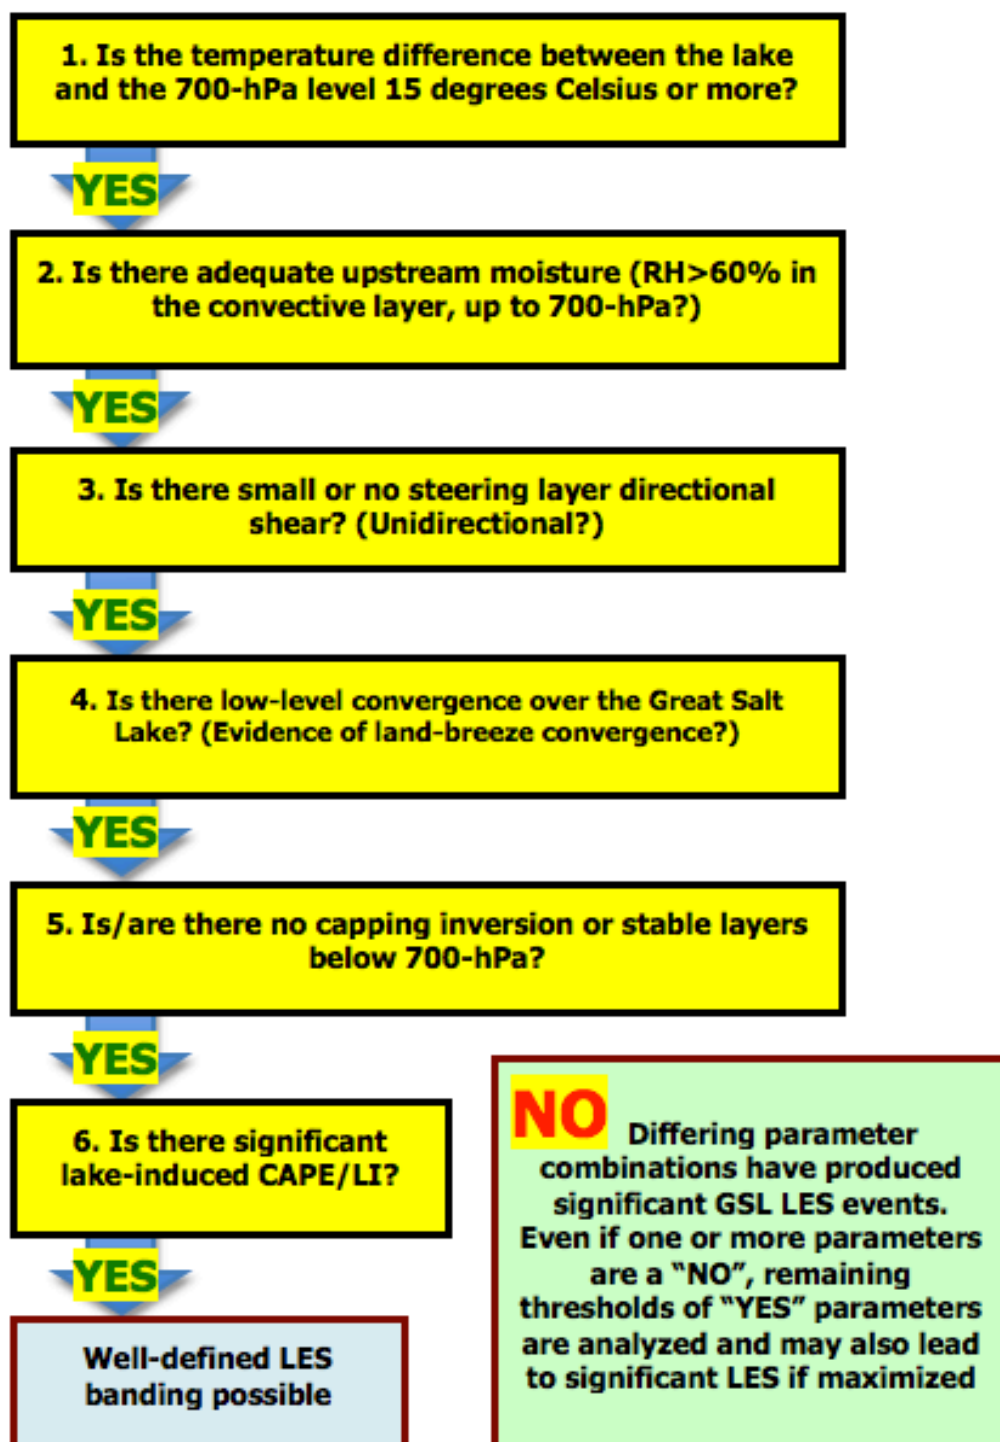 1. Is the temperature difference between the lake
and the 700-hPa level 15 degrees Celsius or more?
YES
2. Is there adequate upstream moisture (RH>60% in
the convective layer, up to 700-hPa?)
YES
3. Is there small or no steering layer directional
shear? (Unidirectional?)
YES
4. Is there low-level convergence over the Great Salt
Lake? (Evidence of land-breeze convergence?)
YES
5. Is/are there no capping inversion or stable layers
below 700-hPa?
YES
6. Is there significant
lake-induced CAPE/LI?
YES
Well-defined LES
banding possible
NO
Differing parameter
combinations have produced
significant GSL LES events.
Even if one or more parameters
are a “NO”, remaining
thresholds of “YES” parameters
are analyzed and may also lead
to significant LES if maximized